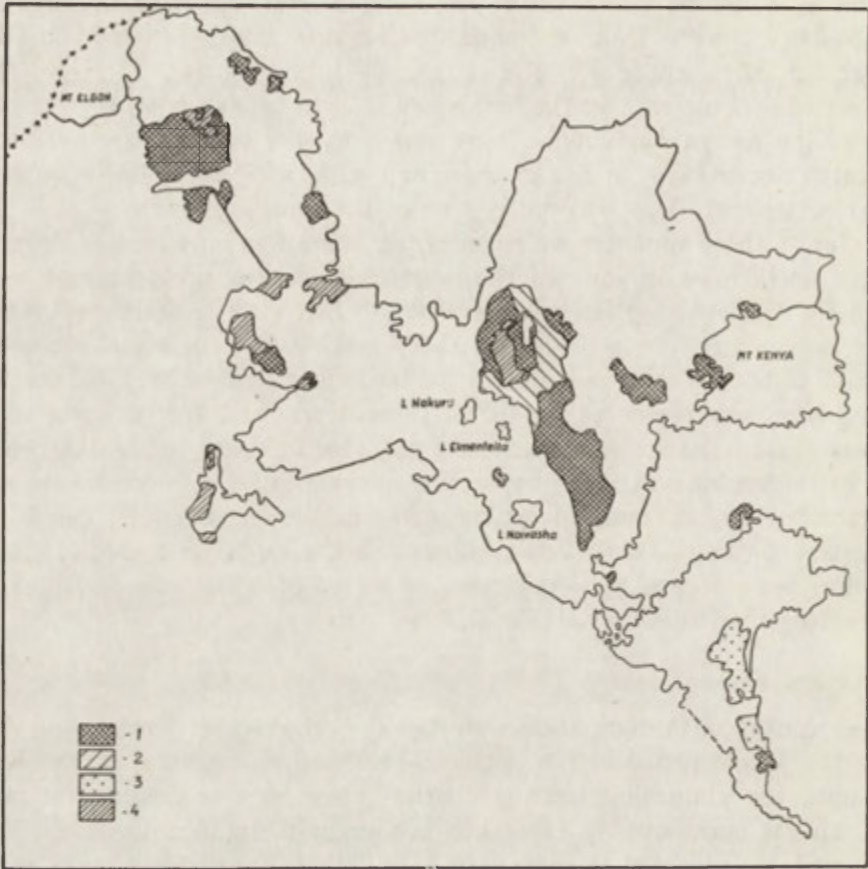 MT ELGON
MT KENYA
L Nakuru
L Elmenteita
L Naivasha
- 1
- 2
- 3
- 4